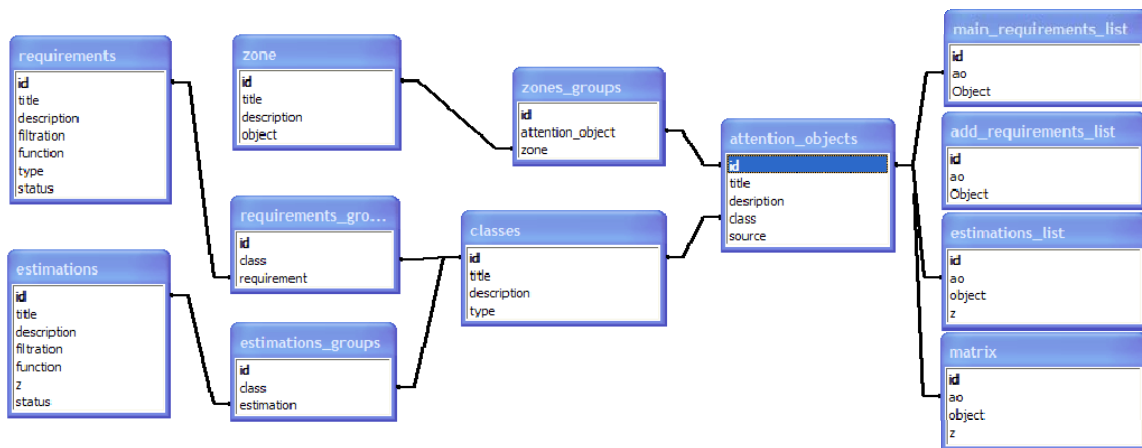 requirements
id
title
description
filtration
function
type
status
zone
id
title
description
object
zones_groups
id
attention_object
zone
attention_objects
id
title
desription
class
source
main_requirements_list
id
ao
Object
add_requirements_list
id
ao
Object
estimations_list
id
ao
object
z
matrix
id
ao
object
z
requirements_gro...
id
class
requirement
classes
id
title
description
type
estimations
id
title
description
filtration
function
z
status
estimations_groups
id
class
estimation